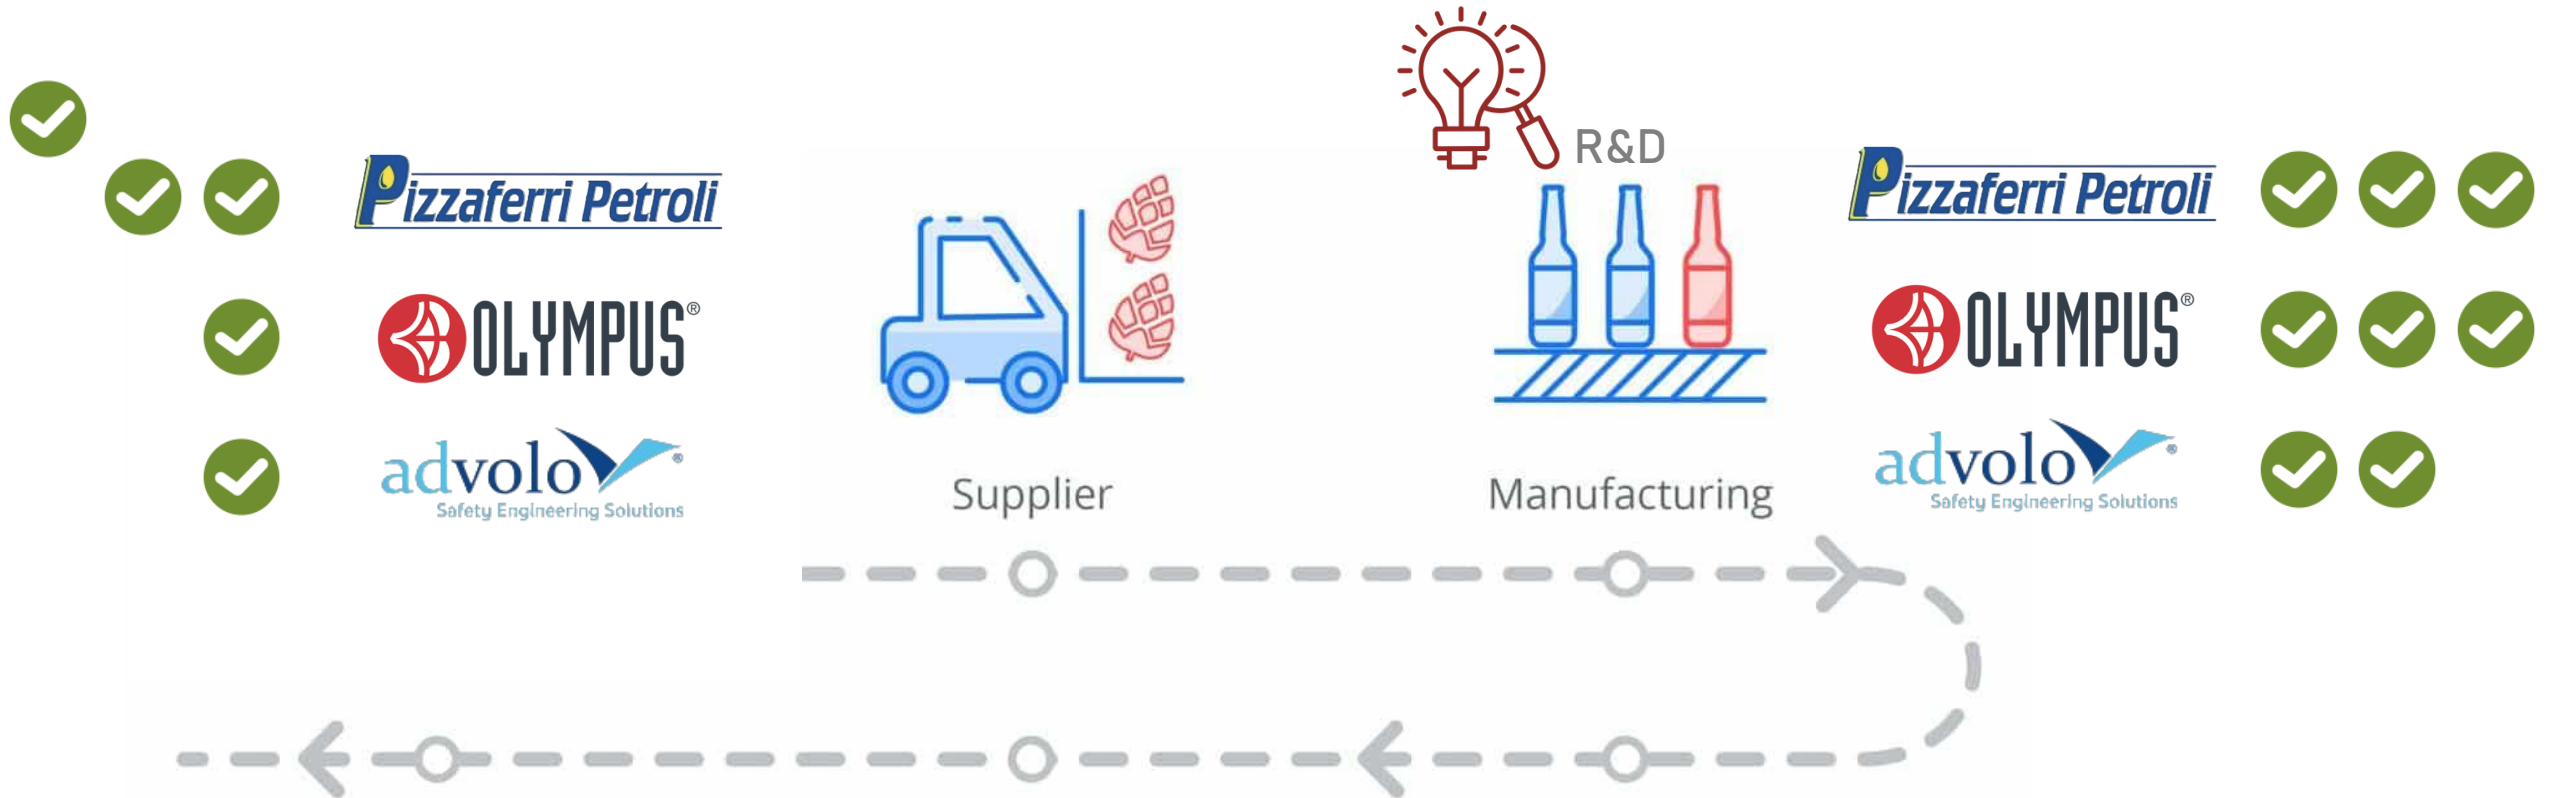 R&D
Pizzaferri Petroli
Pizzaferri Petroli
OLYMPUS®
OLYMPUS®
advolo®
Safety Engineering Solutions
advolo®
Safety Engineering Solutions
Supplier
Manufacturing